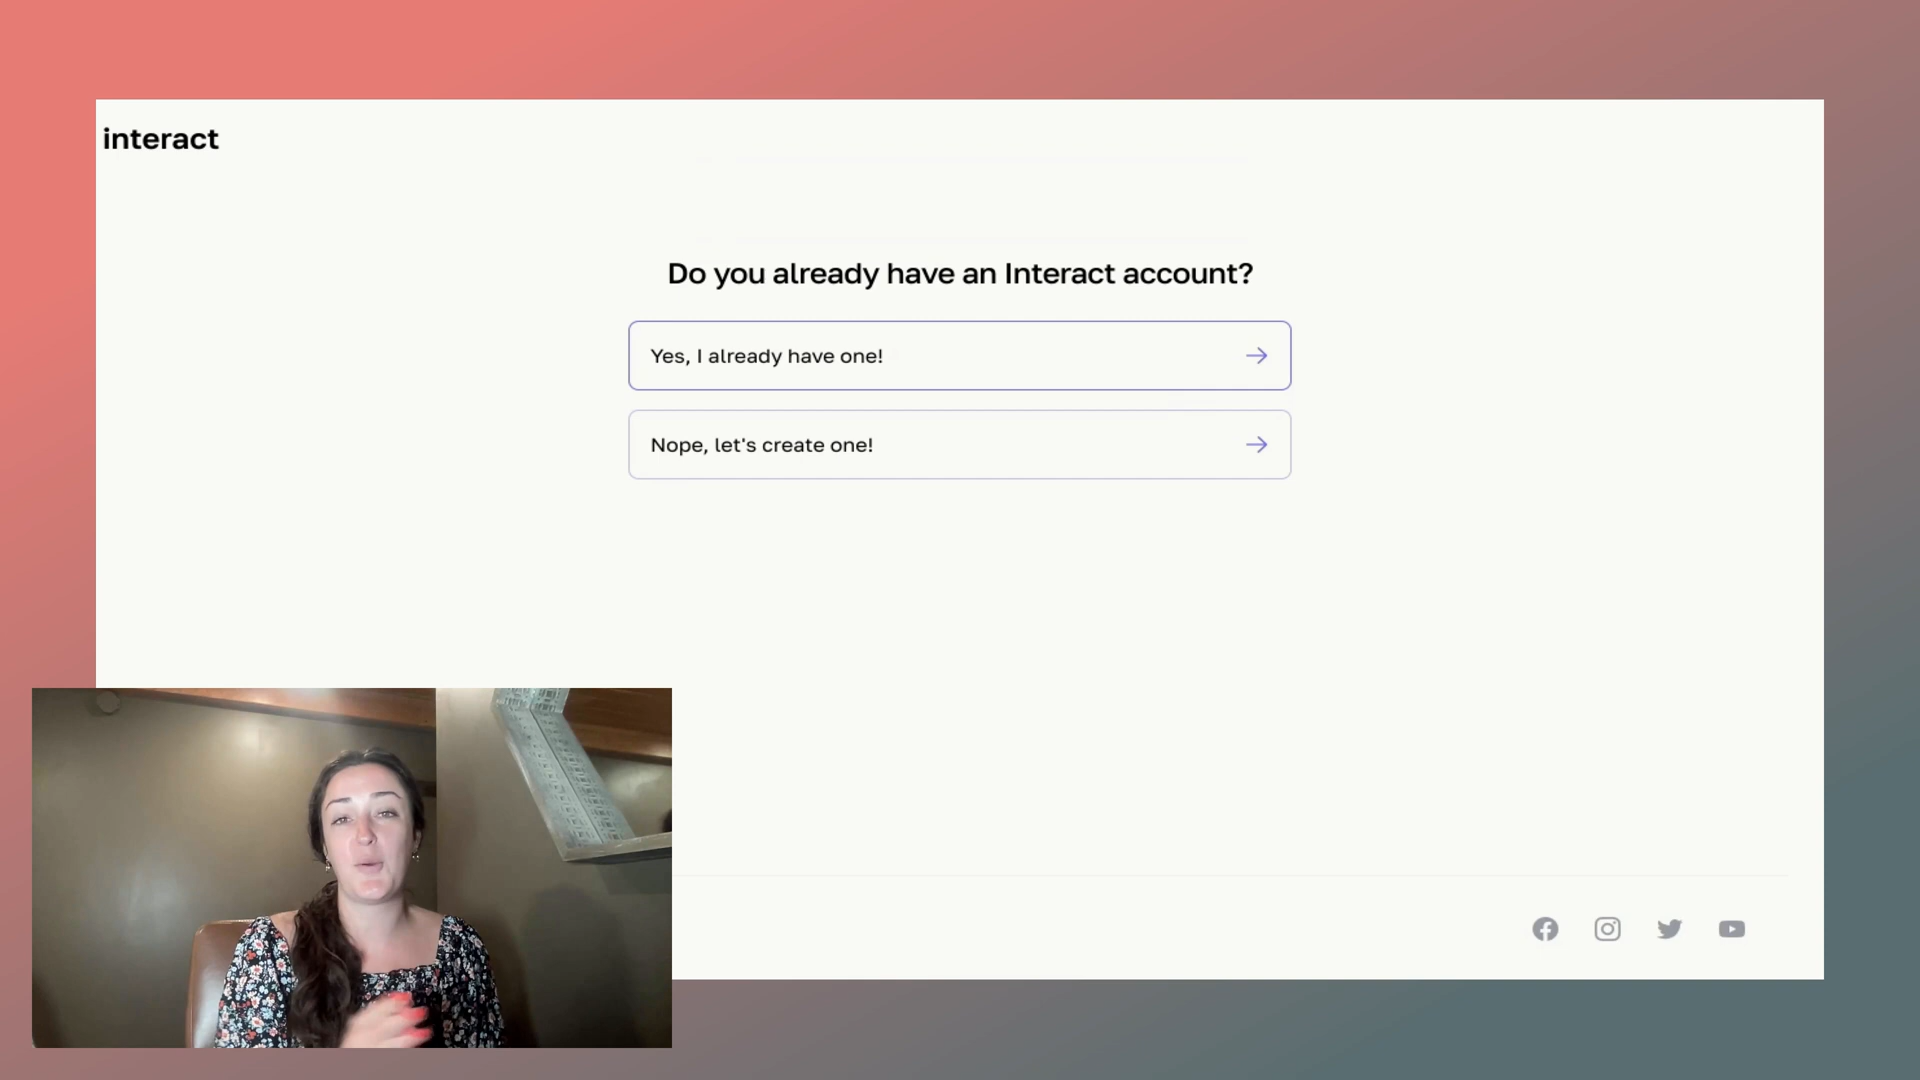 interact
Do you already have an Interact account?
Yes, I already have one!
Nope, let's create one!